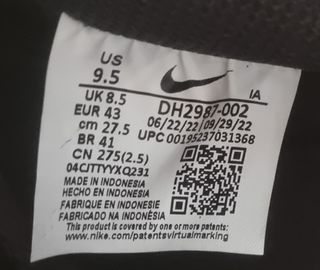 US
9.5
UK 8.5
EUR 43
cm 27.5
BR 41
CN 275(2.5)
IA
DH2987-002
06/22/22 09/29/22
UPC 00195237031368
04CJTTYYXQ231
MADE IN INDONESIA
HECHO EN INDONESIA
FABRIQUE EN INDONESIE
FABRICADO NA INDONÉSIA
This product is covered by one or more patents:
www.nike.com/patentsvirtualmarking